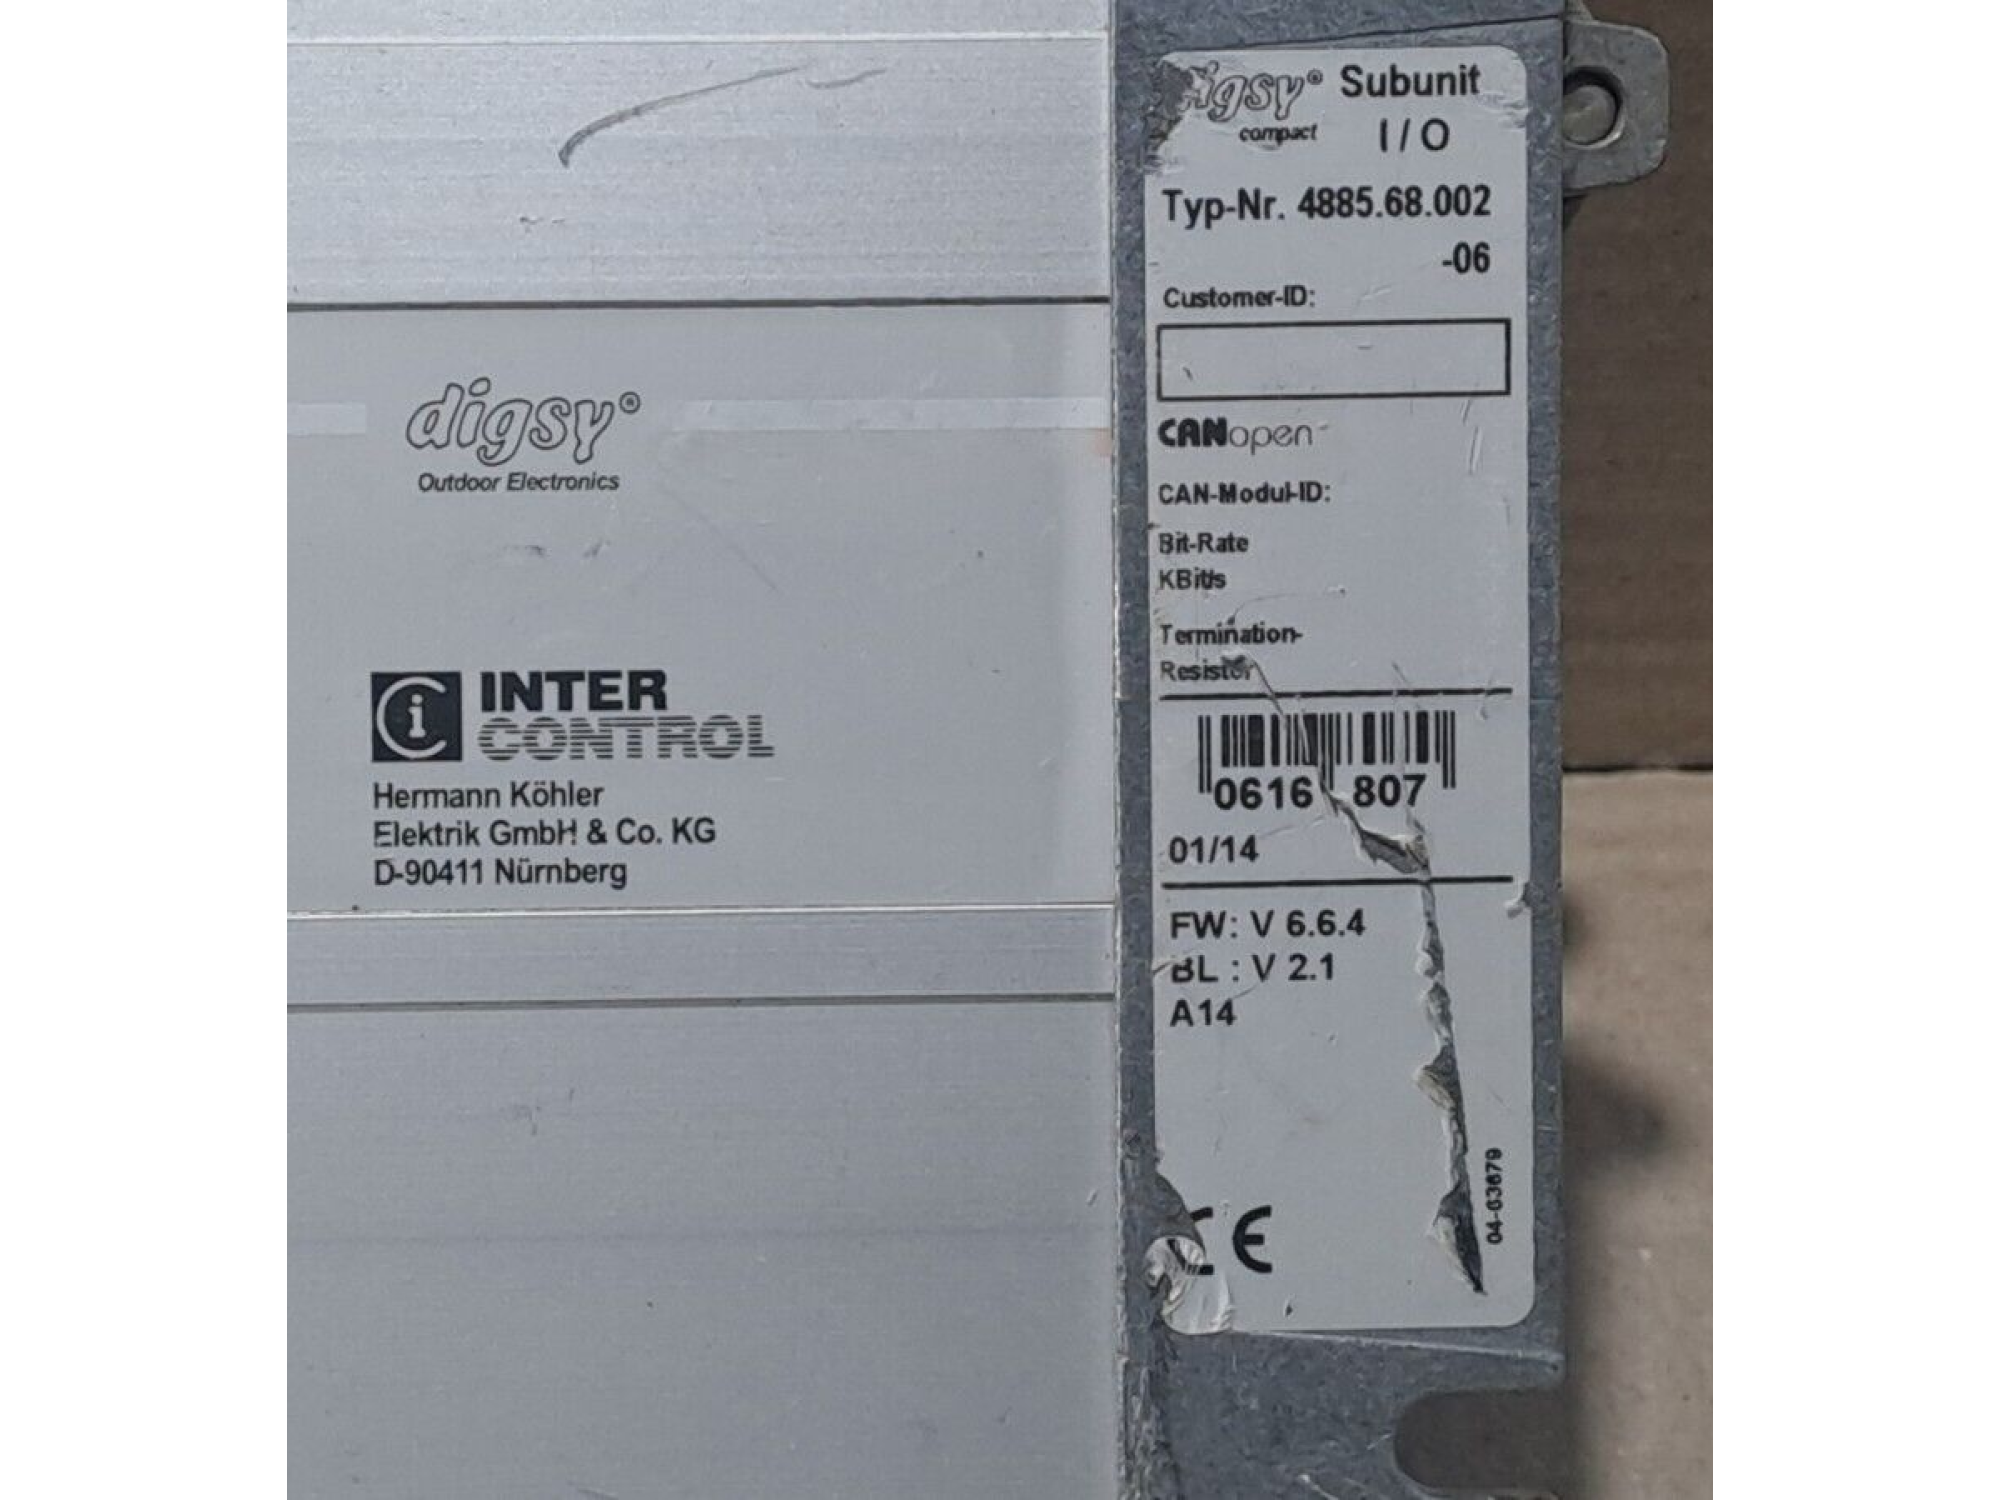 digsy®
Outdoor Electronics
INTER
CONTROL
Hermann Köhler
Elektrik GmbH & Co. KG
D-90411 Nürnberg
digsy® Subunit
compact I/O
Typ-Nr. 4885.68.002
-06
Customer-ID:
CANopen
CAN-Modul-ID:
Bit-Rate
KBit/s
Termination-
Resistor
0616 807
01/14
FW: V 6.6.4
BL : V 2.1
A14
CE
04-03679